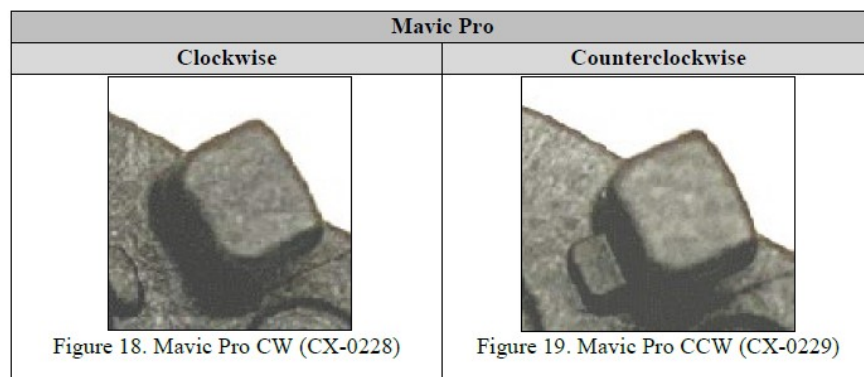 Mavic Pro
Clockwise
Counterclockwise
Figure 18. Mavic Pro CW (CX-0228)
Figure 19. Mavic Pro CCW (CX-0229)